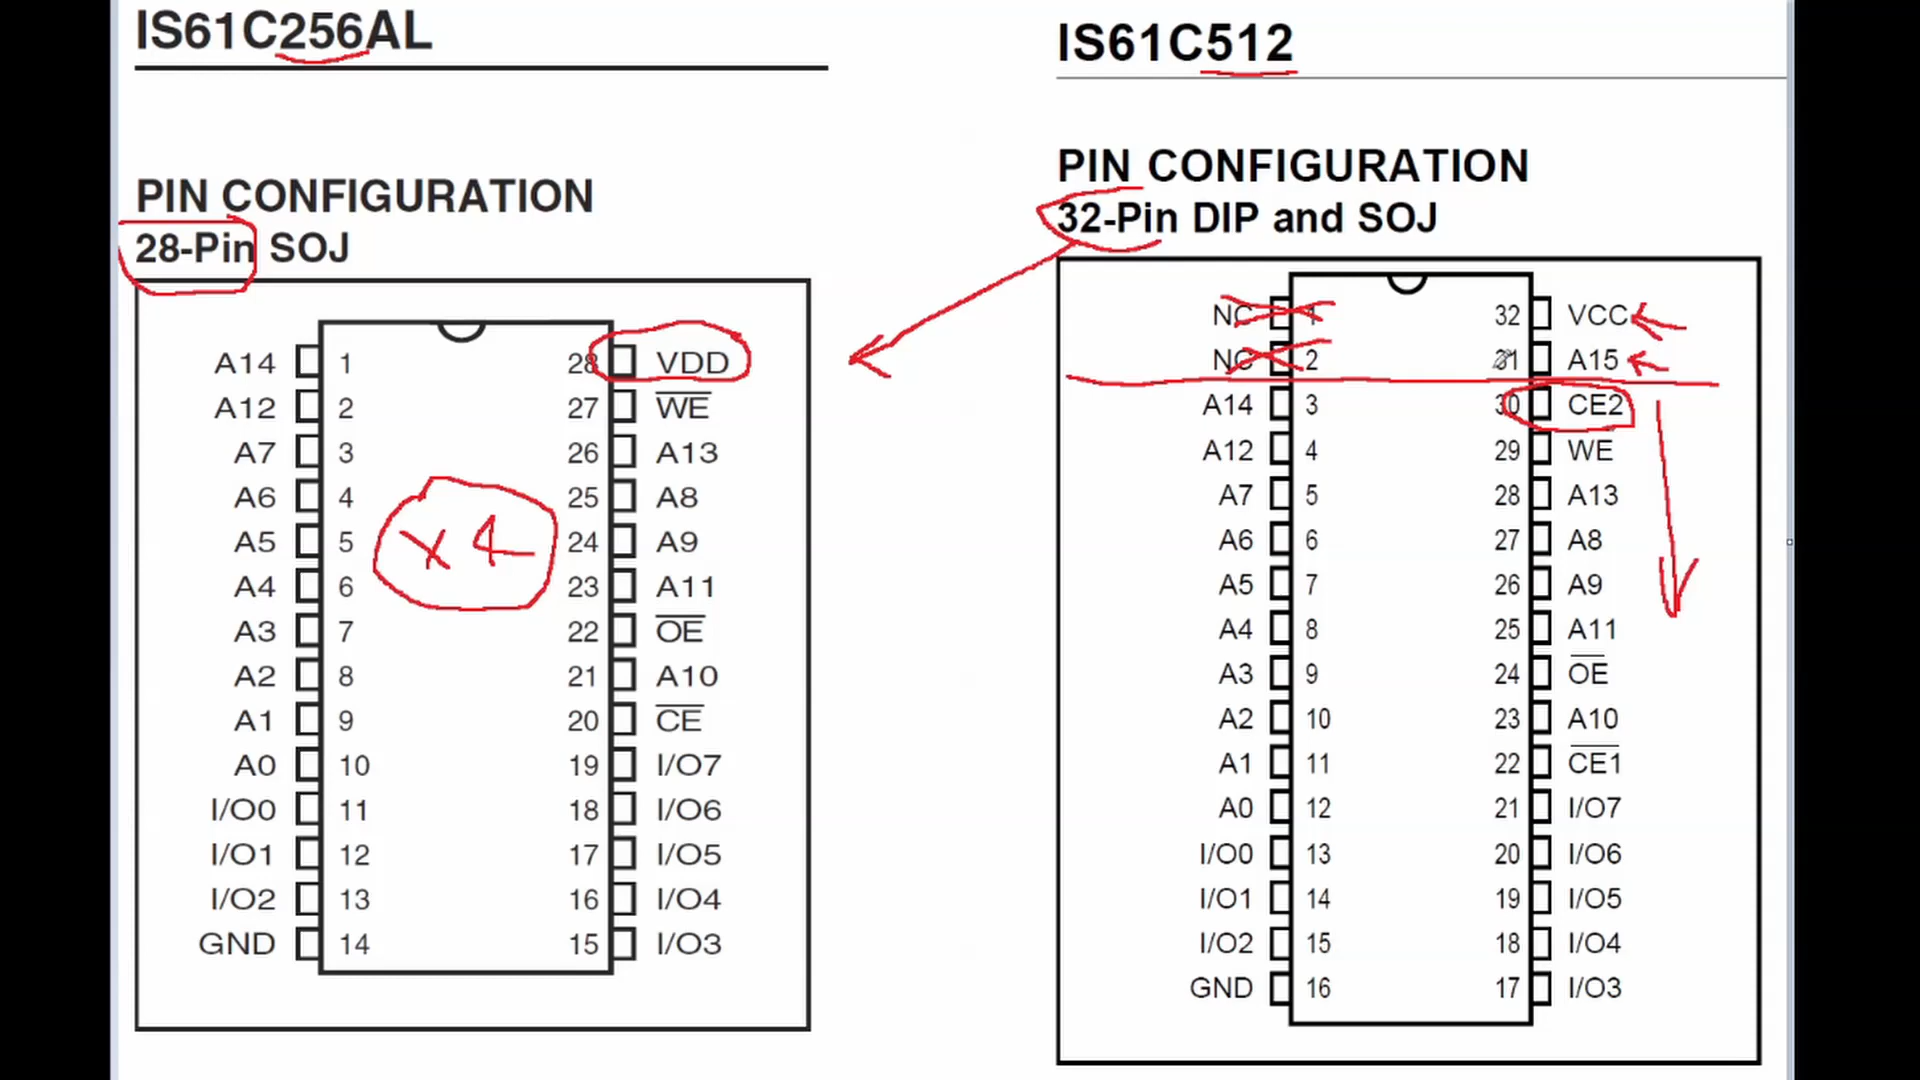 IS61C256AL
PIN CONFIGURATION
28-Pin SOJ
A14 1 28 VDD
A12 2 27 WE
A7 3 26 A13
A6 4 25 A8
A5 5 24 A9
x4
A4 6 23 A11
A3 7 22 OE
A2 8 21 A10
A1 9 20 CE
A0 10 19 I/O7
I/O0 11 18 I/O6
I/O1 12 17 I/O5
I/O2 13 16 I/O4
GND 14 15 I/O3
IS61C512
PIN CONFIGURATION
32-Pin DIP and SOJ
NC 1 32 VCC
NC 2 31 A15
A14 3 30 CE2
A12 4 29 WE
A7 5 28 A13
A6 6 27 A8
A5 7 26 A9
A4 8 25 A11
A3 9 24 OE
A2 10 23 A10
A1 11 22 CE1
A0 12 21 I/O7
I/O0 13 20 I/O6
I/O1 14 19 I/O5
I/O2 15 18 I/O4
GND 16 17 I/O3